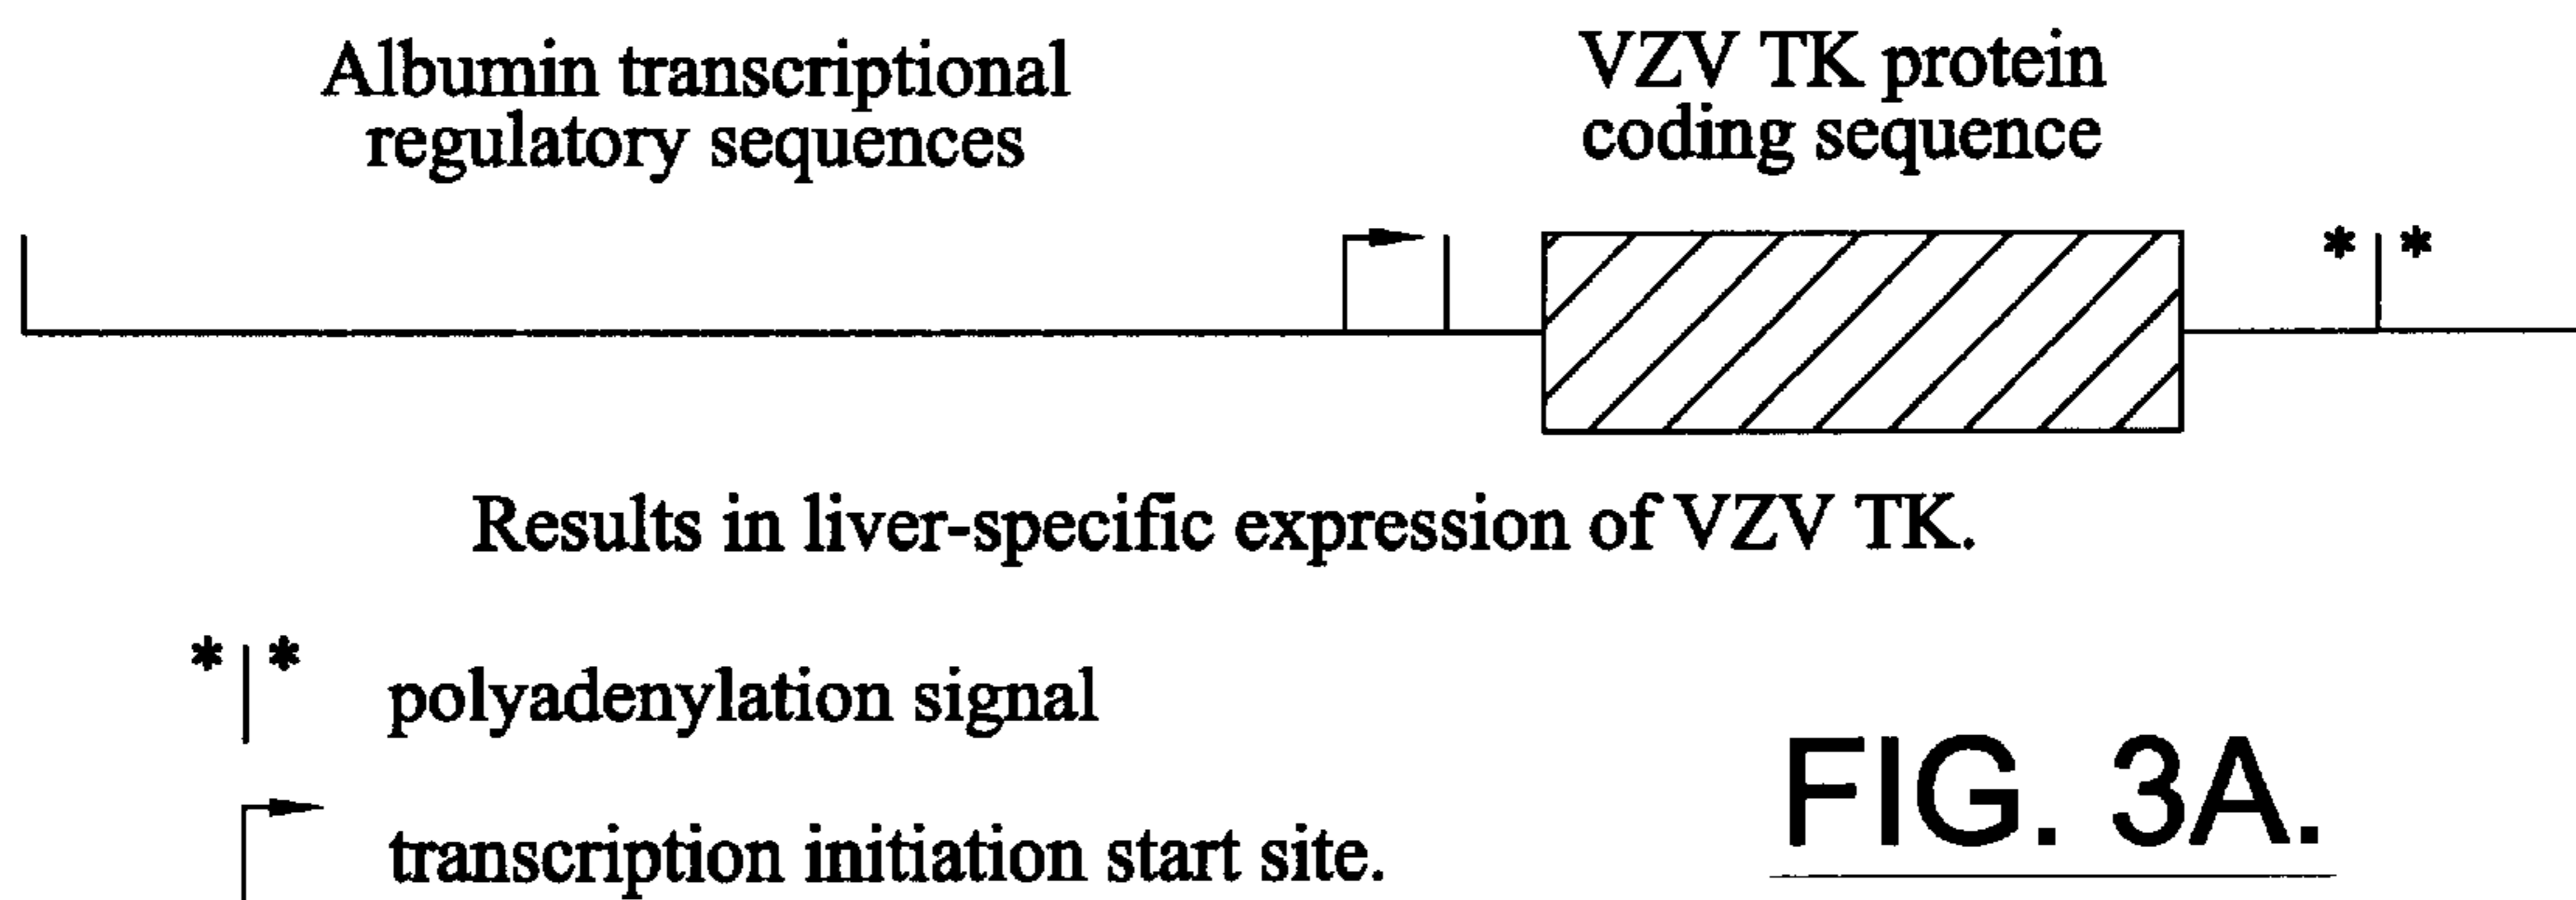 Albumin transcriptional
regulatory sequences
VZV TK protein
coding sequence
* | *
Results in liver-specific expression of VZV TK.
* | * polyadenylation signal
transcription initiation start site.
FIG. 3A.